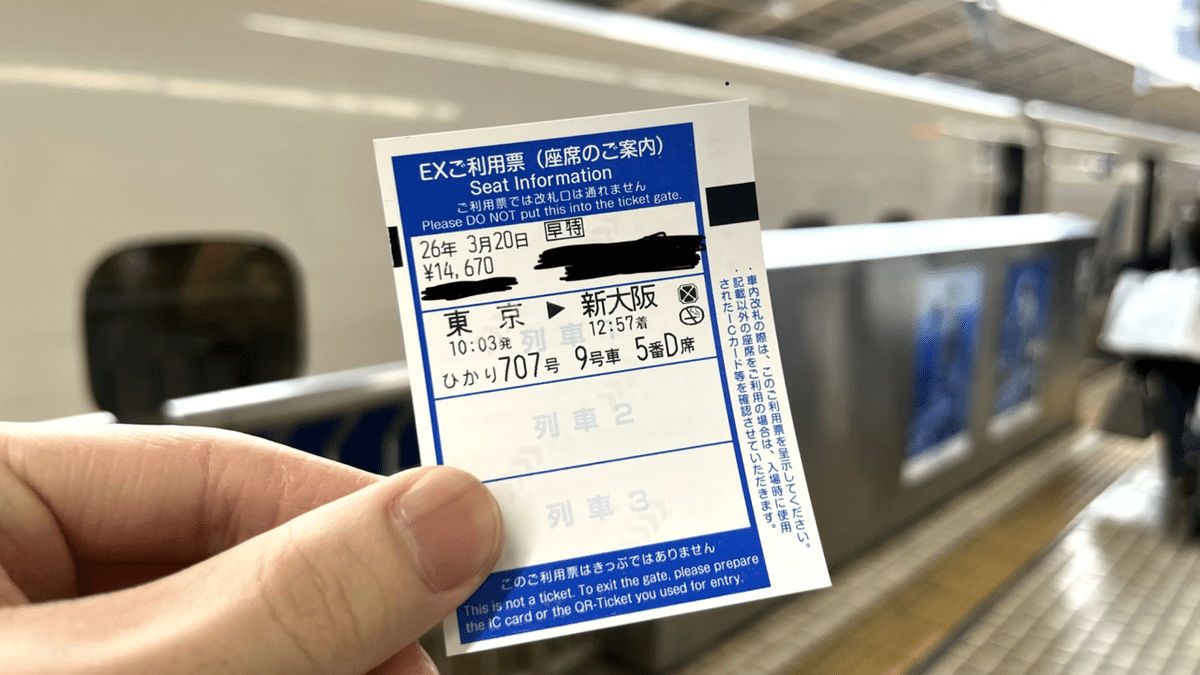 EXご利用票(座席のご案内)
Seat Information
ご利用票では改札口は通れません
Please DO NOT put this into the ticket gate.
26年 3月20日 早特
¥14,670
東 京 ▶ 新大阪
10:03発 12:57着
ひかり707号 9号車 5番D席
列車
列車2
列車3
このご利用票はきっぷではありません
This is not a ticket. To exit the gate, please prepare
the IC card or the QR-Ticket you used for entry.
・車内改札の際は、このご利用票を呈示してください。
・記載以外の座席をご利用の場合は、入場時に使用
されたICカード等を確認させていただきます。